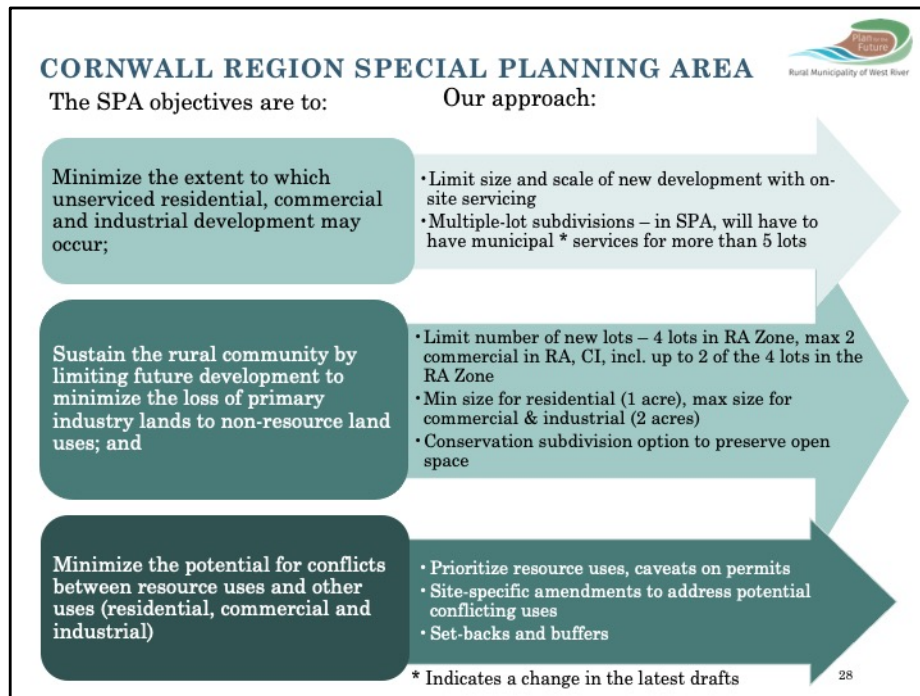 Plan for the
Future
Rural Municipality of West River
CORNWALL REGION SPECIAL PLANNING AREA
The SPA objectives are to:
Our approach:
Minimize the extent to which
unserviced residential, commercial
and industrial development may
occur;
•Limit size and scale of new development with on-
site servicing
•Multiple-lot subdivisions – in SPA, will have to
have municipal * services for more than 5 lots
Sustain the rural community by
limiting future development to
minimize the loss of primary
industry lands to non-resource land
uses; and
•Limit number of new lots – 4 lots in RA Zone, max 2
commercial in RA, CI, incl. up to 2 of the 4 lots in the
RA Zone
•Min size for residential (1 acre), max size for
commercial & industrial (2 acres)
•Conservation subdivision option to preserve open
space
Minimize the potential for conflicts
between resource uses and other
uses (residential, commercial and
industrial)
•Prioritize resource uses, caveats on permits
•Site-specific amendments to address potential
conflicting uses
•Set-backs and buffers
* Indicates a change in the latest drafts
28